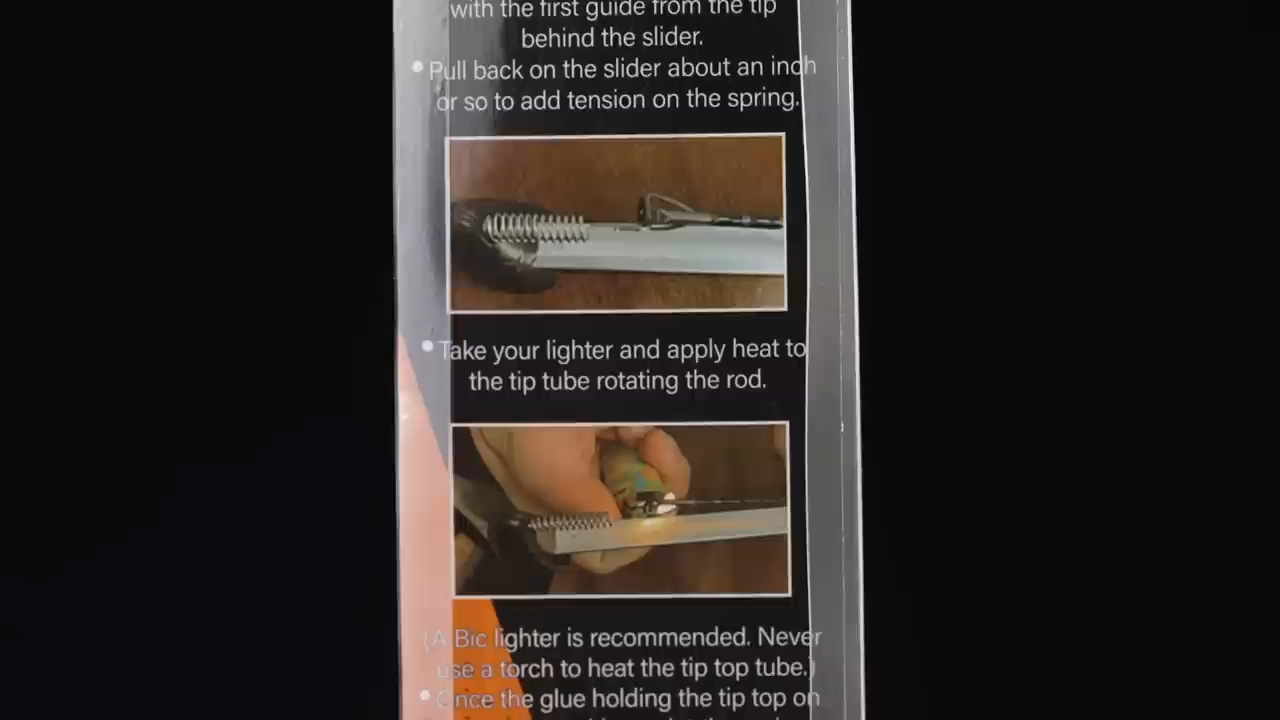 with the first guide from the tip
behind the slider.
• Pull back on the slider about an inch
or so to add tension on the spring.
• Take your lighter and apply heat to
the tip tube rotating the rod.
(A Bic lighter is recommended. Never
use a torch to heat the tip top tube.)
• Once the glue holding the tip top on